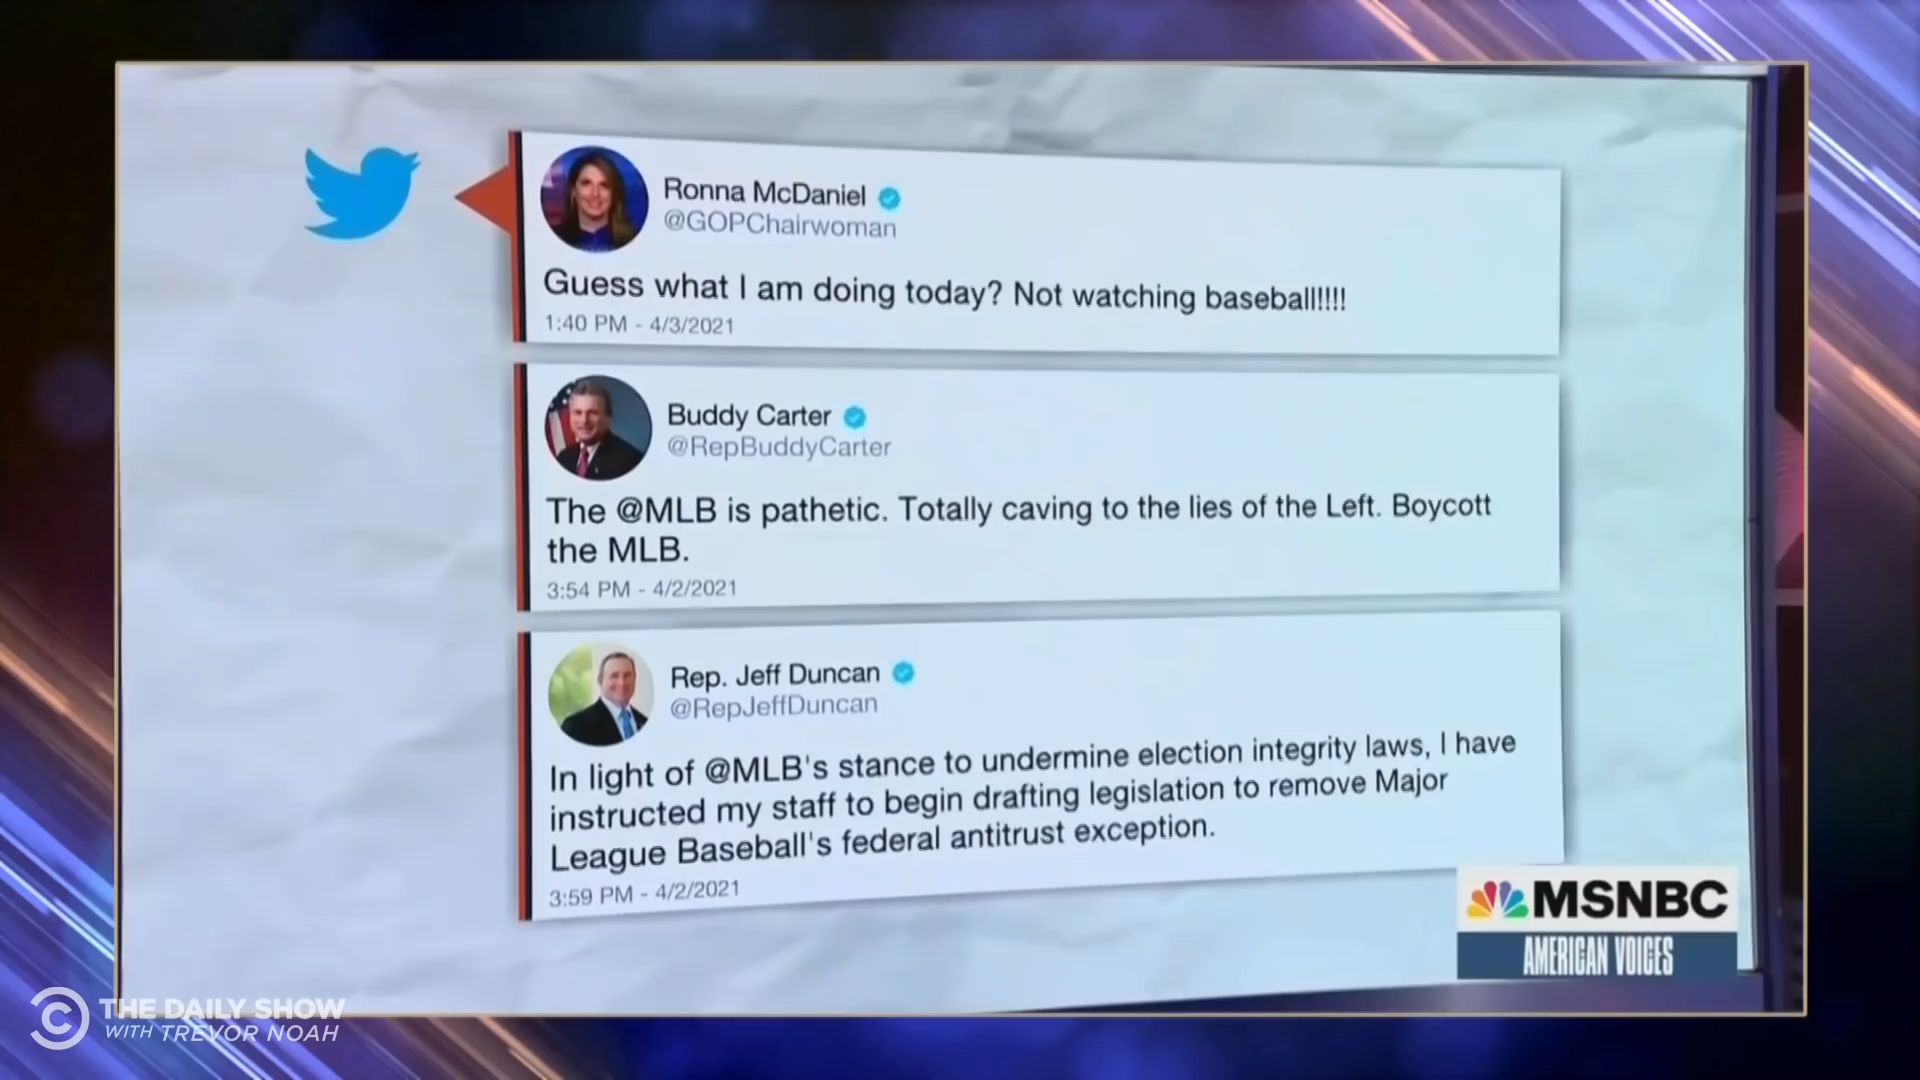 Ronna McDaniel
@GOPChairwoman
Guess what I am doing today? Not watching baseball!!!!
1:40 PM - 4/3/2021
Buddy Carter
@RepBuddyCarter
The @MLB is pathetic. Totally caving to the lies of the Left. Boycott
the MLB.
3:54 PM - 4/2/2021
Rep. Jeff Duncan
@RepJeffDuncan
In light of @MLB's stance to undermine election integrity laws, I have
instructed my staff to begin drafting legislation to remove Major
League Baseball's federal antitrust exception.
3:59 PM - 4/2/2021
MSNBC
AMERICAN VOICES
THE DAILY SHOW
WITH TREVOR NOAH